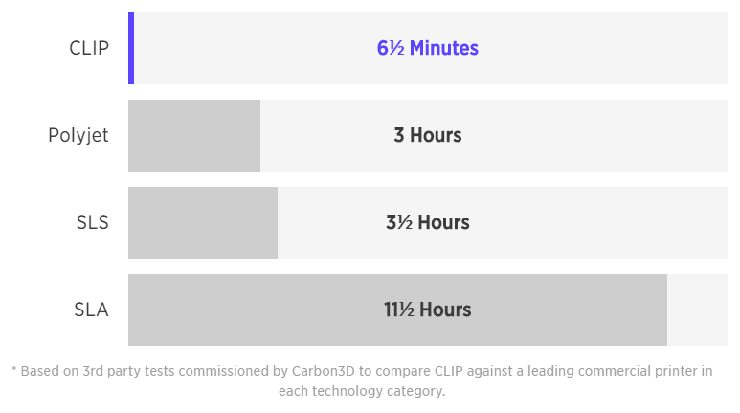 CLIP
6½ Minutes
Polyjet
3 Hours
SLS
3½ Hours
SLA
11½ Hours
* Based on 3rd party tests commissioned by Carbon3D to compare CLIP against a leading commercial printer in
each technology category.